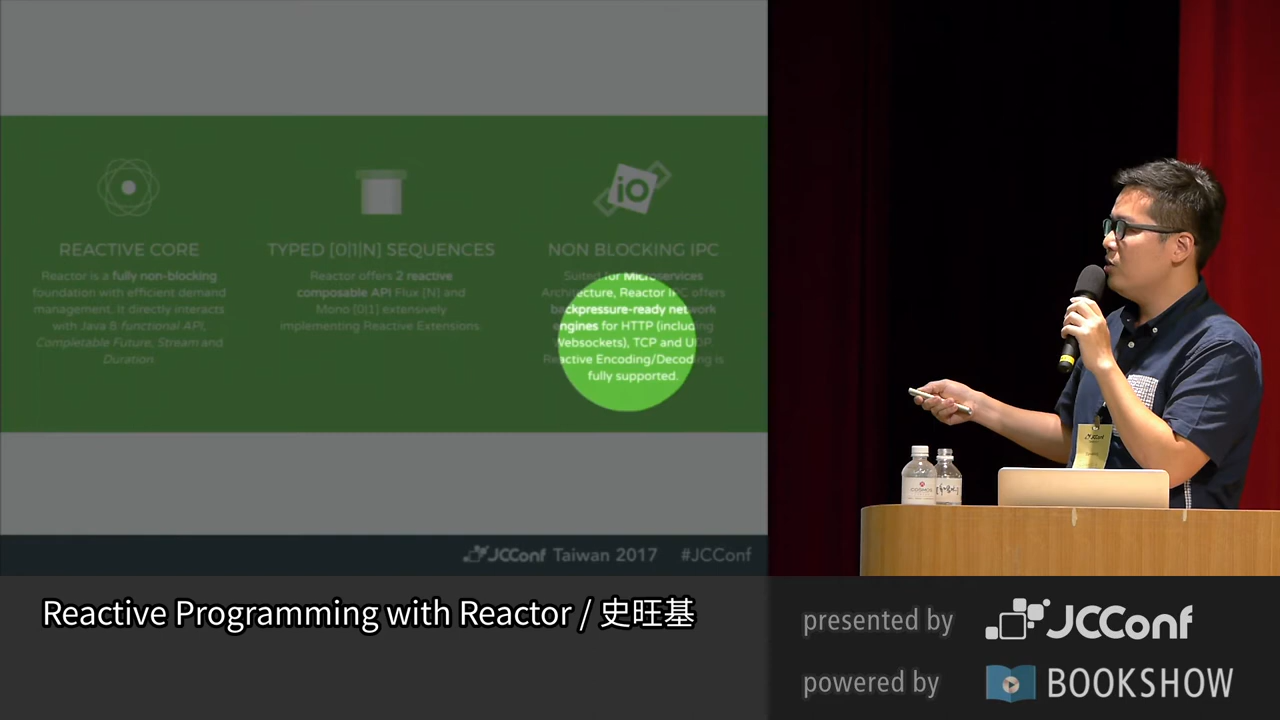 iO
REACTIVE CORE
Reactor is a fully non-blocking
foundation with efficient demand
management. It directly interacts
with Java 8 functional API,
Completable Future, Stream and
Duration.
TYPED [0|1|N] SEQUENCES
Reactor offers 2 reactive
composable API Flux [N] and
Mono [0|1] extensively
implementing Reactive Extensions.
NON BLOCKING IPC
Suited for Microservices
Architecture, Reactor IPC offers
backpressure-ready network
engines for HTTP (including
Websockets), TCP and UDP.
Reactive Encoding/Decoding is
fully supported.
JCConf Taiwan 2017 #JCConf
JCConf
COSMOS
Reactive Programming with Reactor / 史旺基
presented by JCConf
powered by BOOKSHOW